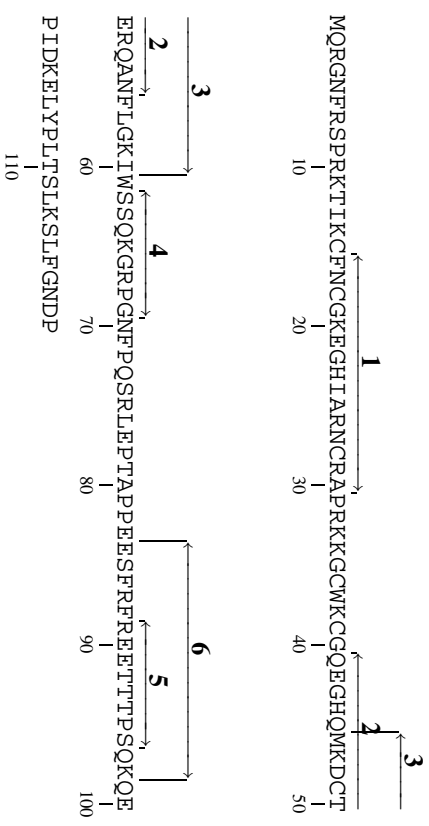 3
1 2
MQRGNFRSPRKTIKCFNCGKEGHIARNCRAPRKKGCWKCGQEGHQMKDCT
10 20 30 40 50
3 6
2 4 5
ERQANFLGKIWSSQKGRPGNFPQSRLEPTAPPEESFRFREETTTPSQKQE
60 70 80 90 100
PIDKELYPLTSLKSLFGNDP
110